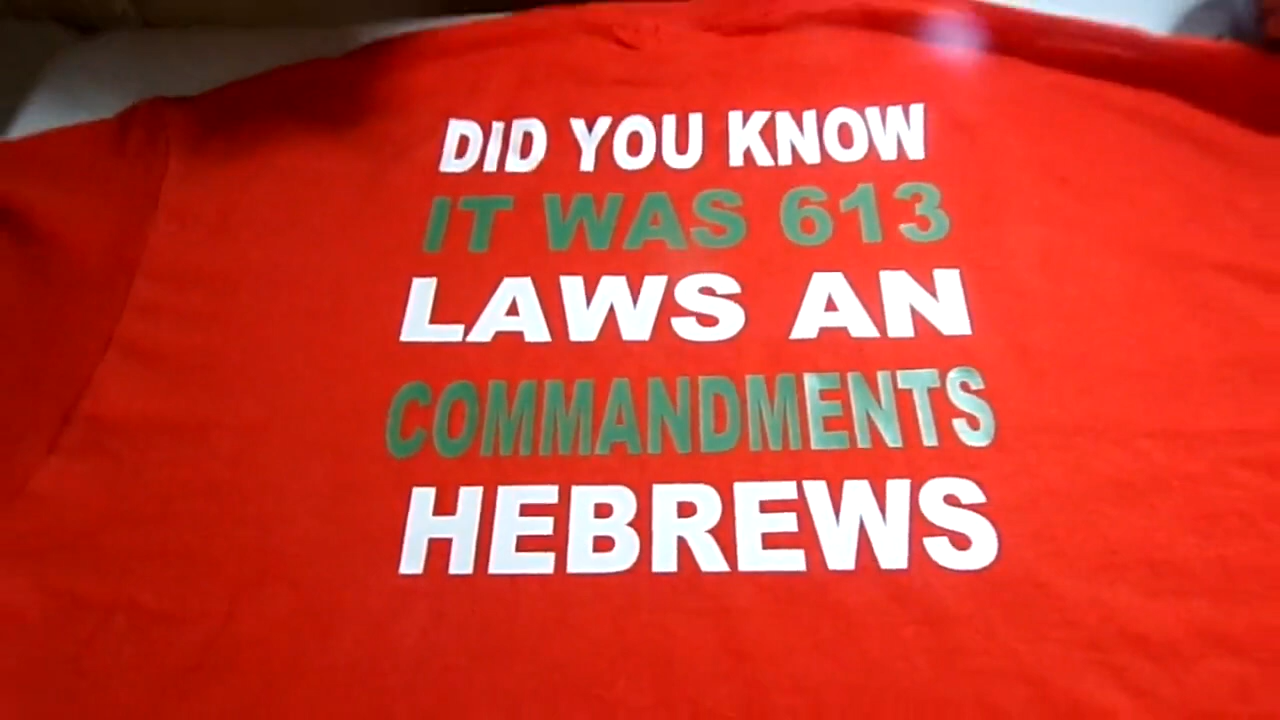 DID YOU KNOW
IT WAS 613
LAWS AN
COMMANDMENTS
HEBREWS